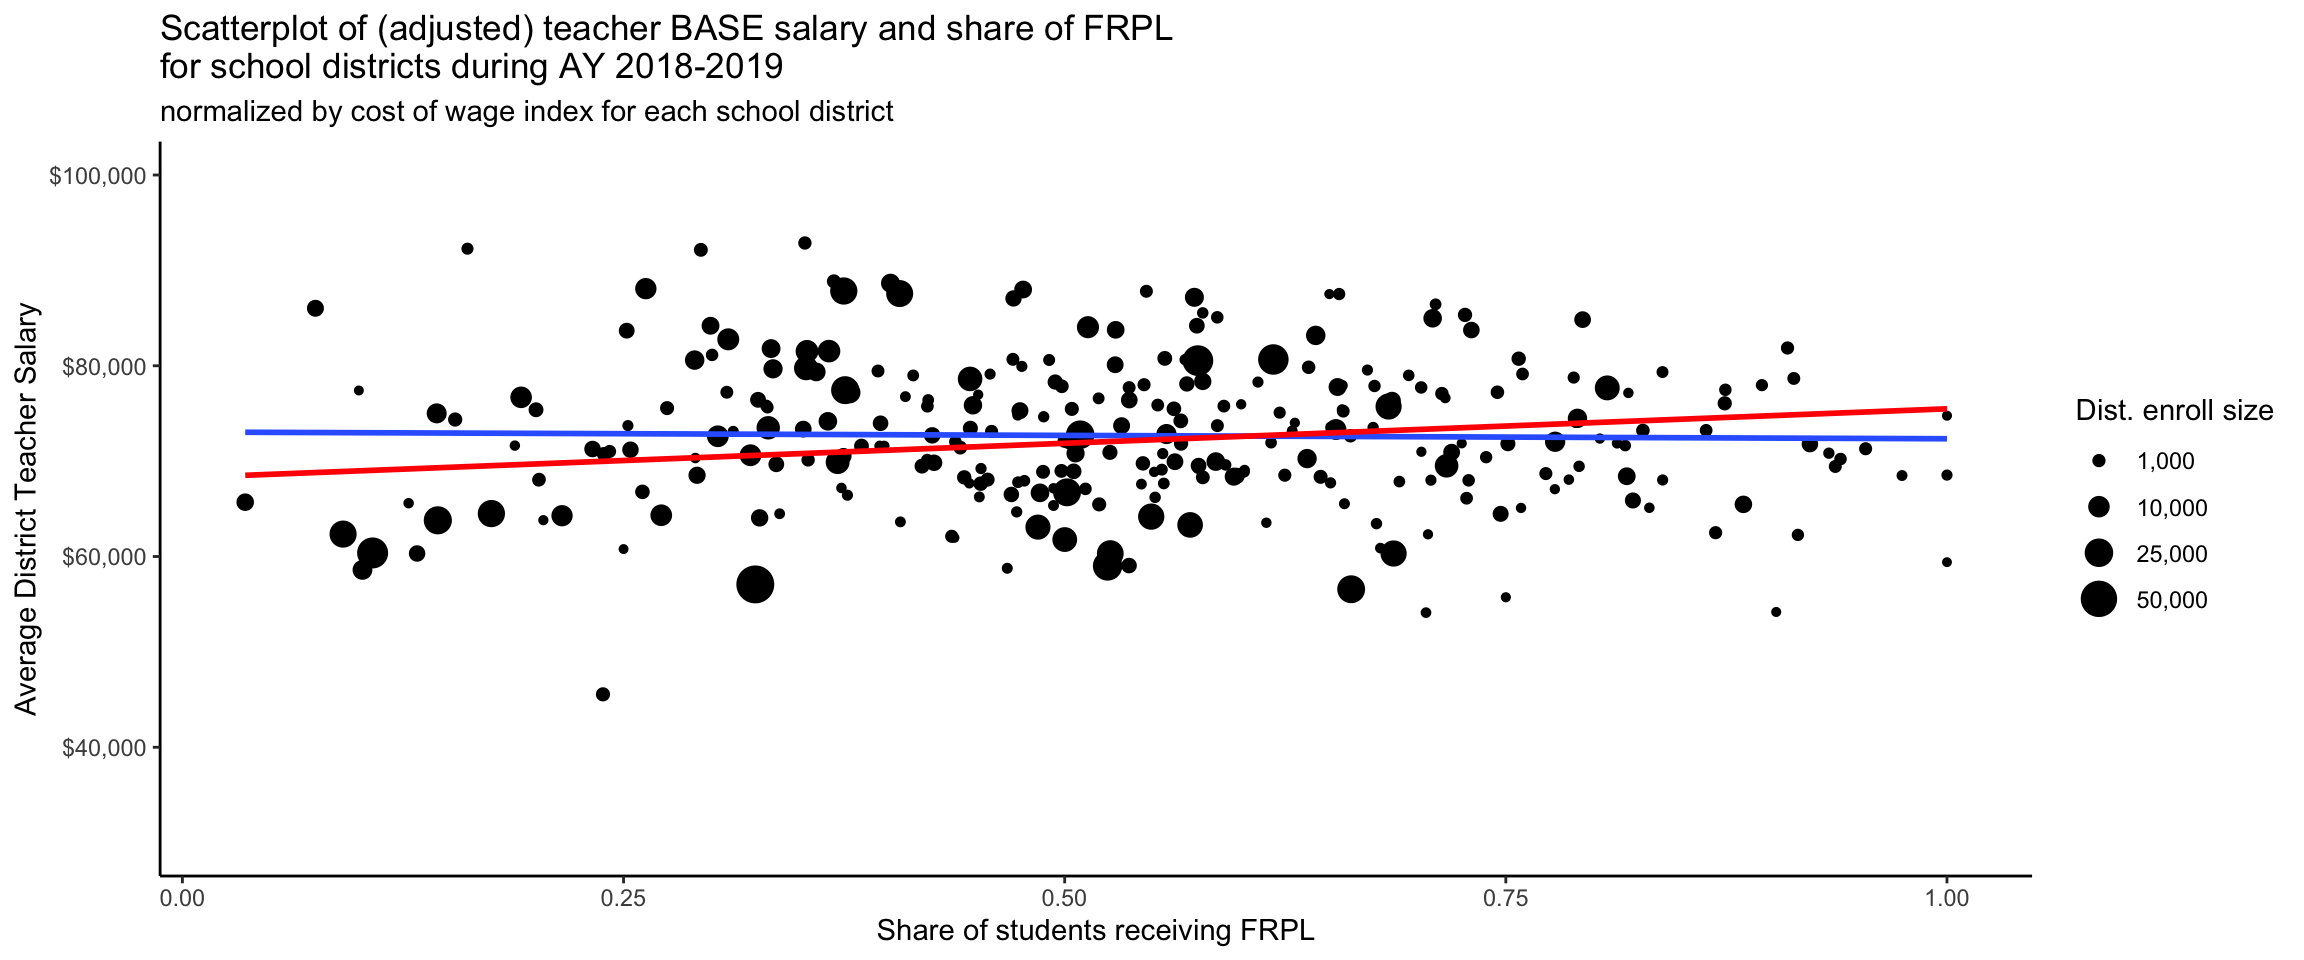 Scatterplot of (adjusted) teacher BASE salary and share of FRPL
for school districts during AY 2018-2019
normalized by cost of wage index for each school district
Average District Teacher Salary
$100,000
$80,000
$60,000
$40,000
0.00
0.25
0.50
0.75
1.00
Share of students receiving FRPL
Dist. enroll size
1,000
10,000
25,000
50,000